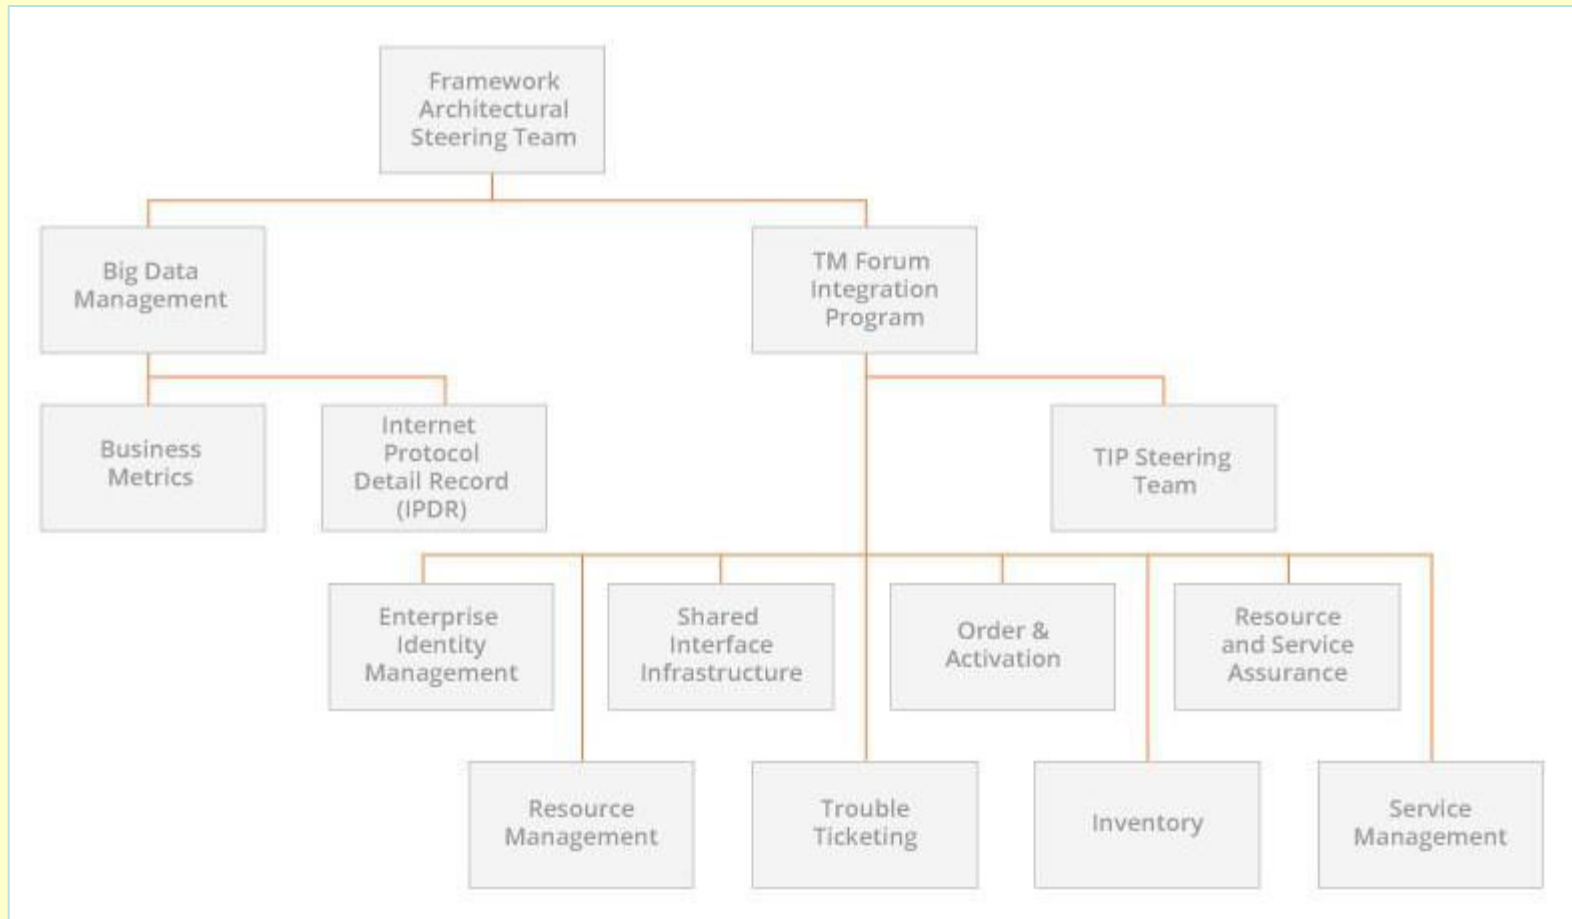 Framework
Architectural
Steering Team
Big Data
Management
TM Forum
Integration
Program
Business
Metrics
Internet
Protocol
Detail Record
(IPDR)
TIP Steering
Team
Enterprise
Identity
Management
Shared
Interface
Infrastructure
Order &
Activation
Resource
and Service
Assurance
Resource
Management
Trouble
Ticketing
Inventory
Service
Management